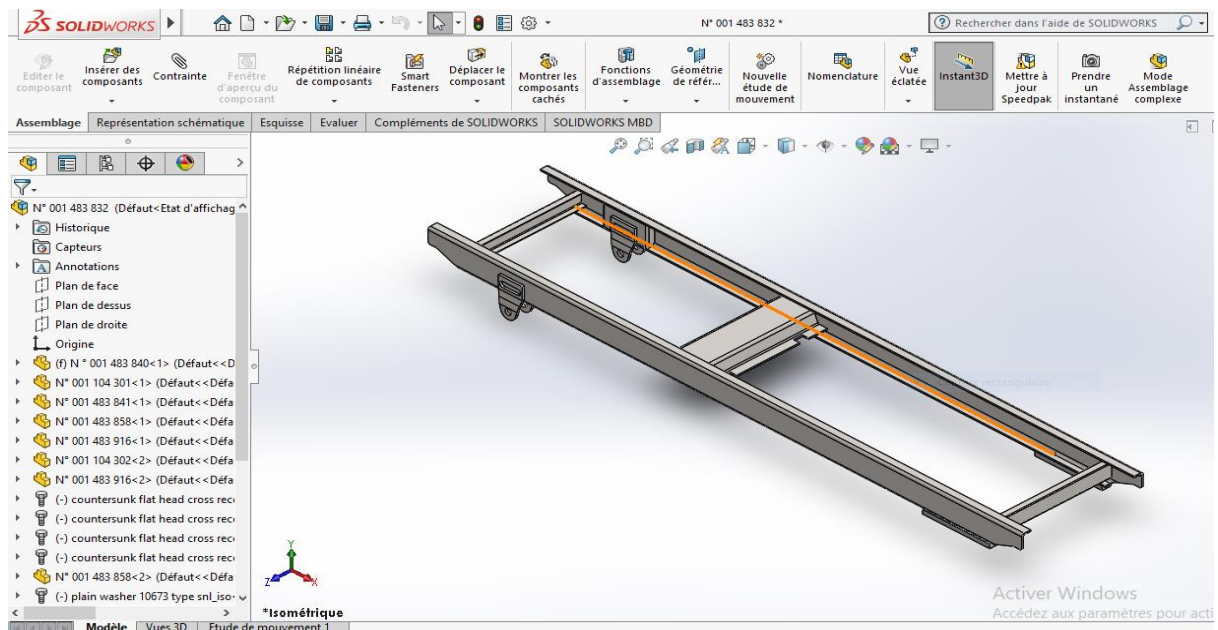 SOLIDWORKS
N° 001 483 832 *
Rechercher dans l'aide de SOLIDWORKS
Editer le composant
Insérer des composants
Contrainte
Fenêtre d'aperçu du composant
Répétition linéaire de composants
Smart Fasteners
Déplacer le composant
Montrer les composants cachés
Fonctions d'assemblage
Géométrie de référ...
Nouvelle étude de mouvement
Nomenclature
Vue éclatée
Instant3D
Mettre à jour Speedpak
Prendre un instantané
Mode Assemblage complexe
Assemblage Représentation schématique Esquisse Evaluer Compléments de SOLIDWORKS SOLIDWORKS MBD
N° 001 483 832 (Défaut<Etat d'affichag
Historique
Capteurs
Annotations
Plan de face
Plan de dessus
Plan de droite
Origine
(f) N ° 001 483 840<1> (Défaut<<D
N° 001 104 301<1> (Défaut<<Défa
N° 001 483 841<1> (Défaut<<Défa
N° 001 483 858<1> (Défaut<<Défa
N° 001 483 916<1> (Défaut<<Défa
N° 001 104 302<2> (Défaut<<Défa
N° 001 483 916<2> (Défaut<<Défa
(-) countersunk flat head cross rec
(-) countersunk flat head cross rec
(-) countersunk flat head cross rec
(-) countersunk flat head cross rec
N° 001 483 858<2> (Défaut<<Défa
(-) plain washer 10673 type snl_iso-
rectangulaire
Y
Z X
*Isométrique
Activer Windows
Accédez aux paramètres pour acti
Modèle Vues 3D Etude de mouvement 1